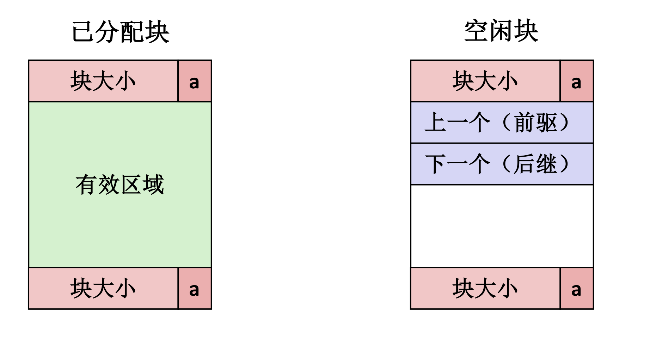 已分配块
块大小 a
有效区域
块大小 a
空闲块
块大小 a
上一个（前驱）
下一个（后继）
块大小 a